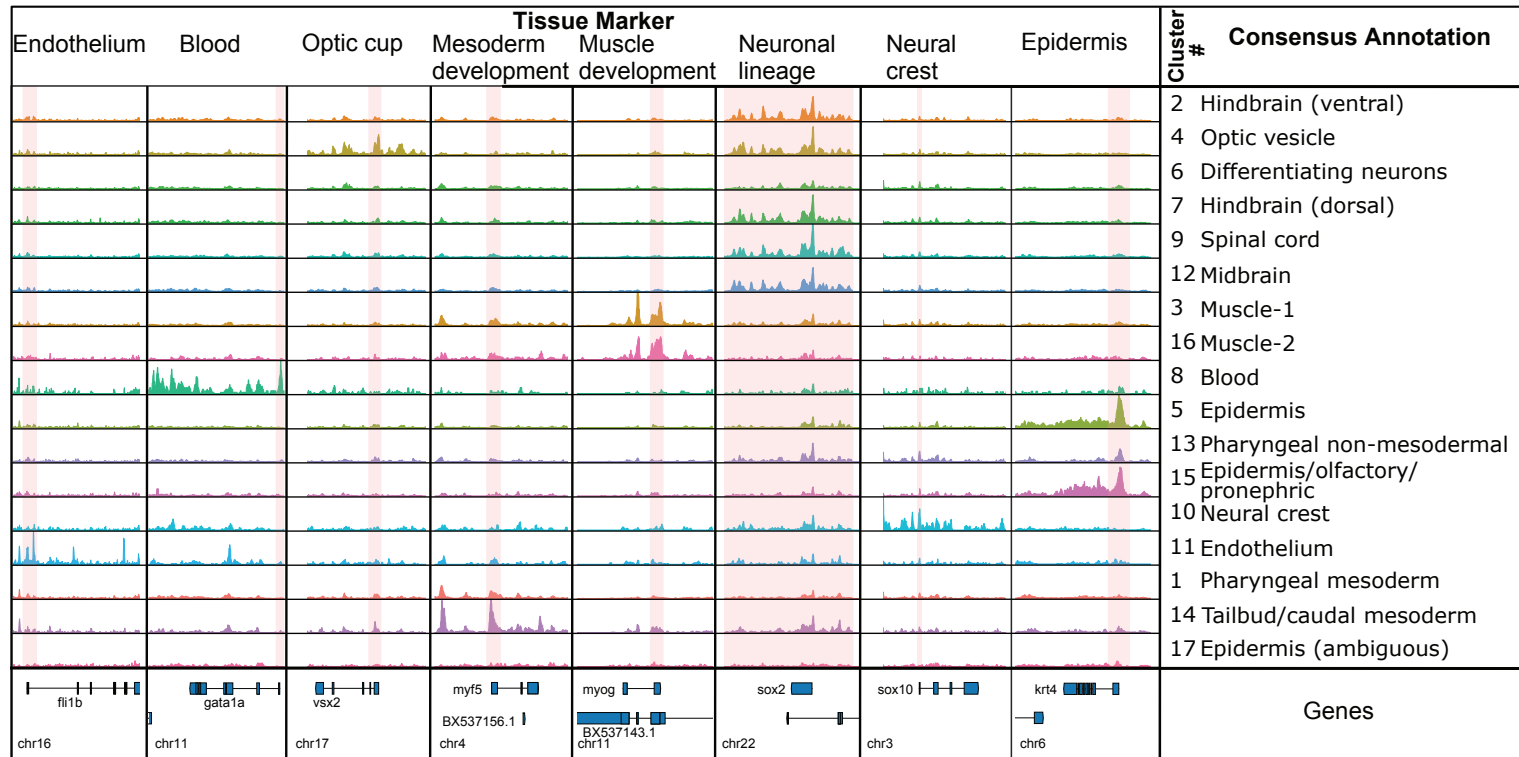 Tissue Marker
Endothelium
Blood
Optic cup
Mesoderm
development
Muscle
development
Neuronal
lineage
Neural
crest
Epidermis
Cluster
#
Consensus Annotation
2 Hindbrain (ventral)
4 Optic vesicle
6 Differentiating neurons
7 Hindbrain (dorsal)
9 Spinal cord
12 Midbrain
3 Muscle-1
16 Muscle-2
8 Blood
5 Epidermis
13 Pharyngeal non-mesodermal
15 Epidermis/olfactory/
pronephric
10 Neural crest
11 Endothelium
1 Pharyngeal mesoderm
14 Tailbud/caudal mesoderm
17 Epidermis (ambiguous)
fli1b
chr16
gata1a
chr11
vsx2
chr17
myf5
BX537156.1
chr4
myog
BX537143.1
chr11
sox2
chr22
sox10
chr3
krt4
chr6
Genes